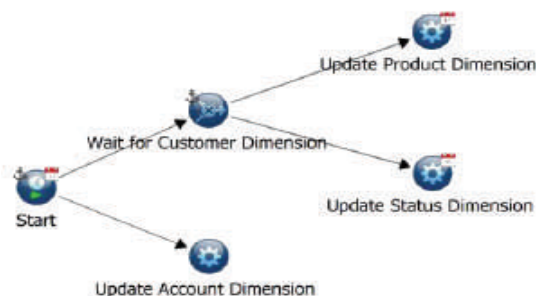 Update Product Dimension
Wait for Customer Dimension
Update Status Dimension
Start
Update Account Dimension